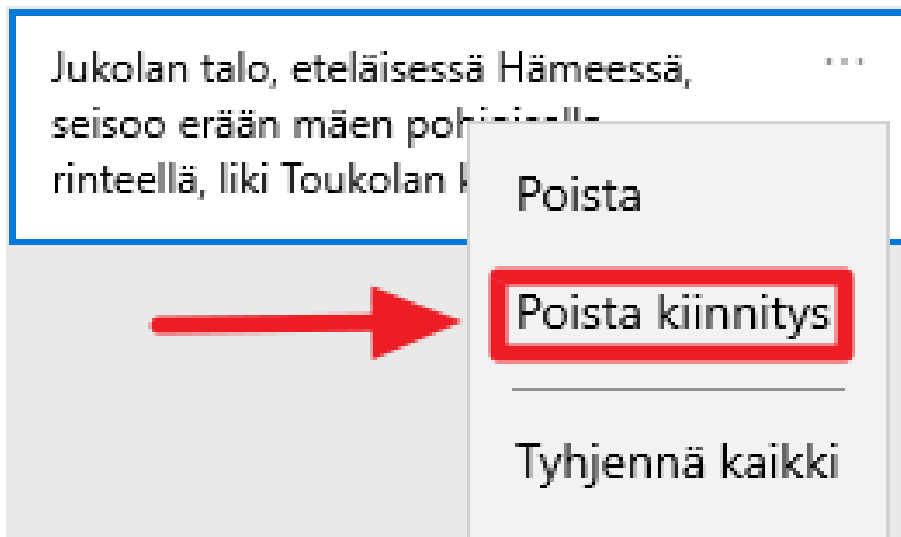 Jukolan talo, eteläisessä Hämeessä,
seisoo erään mäen
rinteellä, liki Toukolan
Poista
Poista kiinnitys
Tyhjennä kaikki